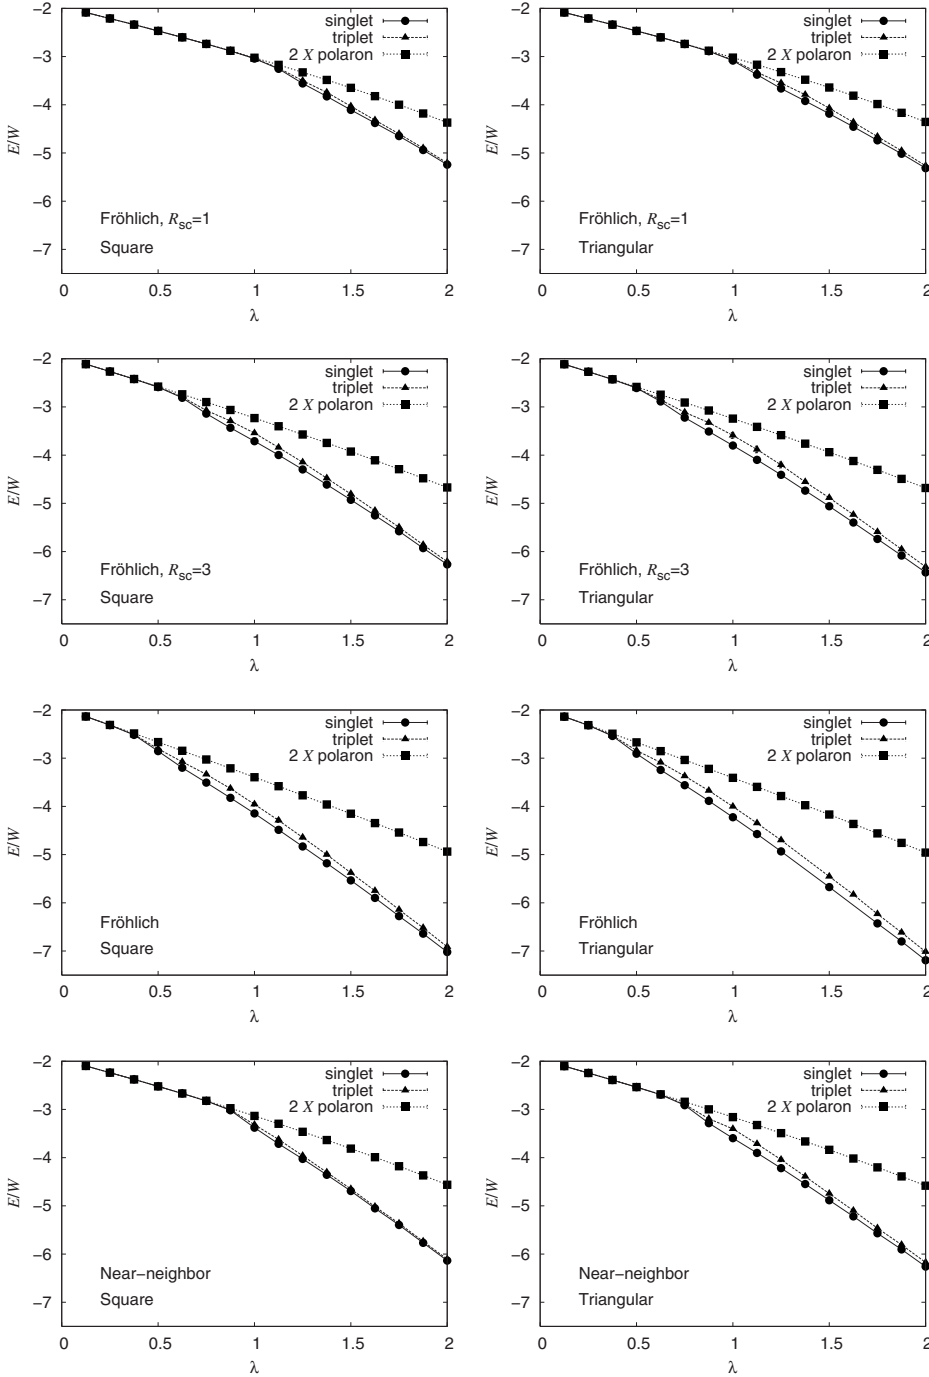 −2
−3
−4
−5
−6
−7
E/W
singlet
triplet
2 X polaron
Fröhlich, Rsc=1
Square
0
0.5
1
1.5
2
λ
−2
−3
−4
−5
−6
−7
E/W
singlet
triplet
2 X polaron
Fröhlich, Rsc=1
Triangular
0
0.5
1
1.5
2
λ
−2
−3
−4
−5
−6
−7
E/W
singlet
triplet
2 X polaron
Fröhlich, Rsc=3
Square
0
0.5
1
1.5
2
λ
−2
−3
−4
−5
−6
−7
E/W
singlet
triplet
2 X polaron
Fröhlich, Rsc=3
Triangular
0
0.5
1
1.5
2
λ
−2
−3
−4
−5
−6
−7
E/W
singlet
triplet
2 X polaron
Fröhlich
Square
0
0.5
1
1.5
2
λ
−2
−3
−4
−5
−6
−7
E/W
singlet
triplet
2 X polaron
Fröhlich
Triangular
0
0.5
1
1.5
2
λ
−2
−3
−4
−5
−6
−7
E/W
singlet
triplet
2 X polaron
Near−neighbor
Square
0
0.5
1
1.5
2
λ
−2
−3
−4
−5
−6
−7
E/W
singlet
triplet
2 X polaron
Near−neighbor
Triangular
0
0.5
1
1.5
2
λ